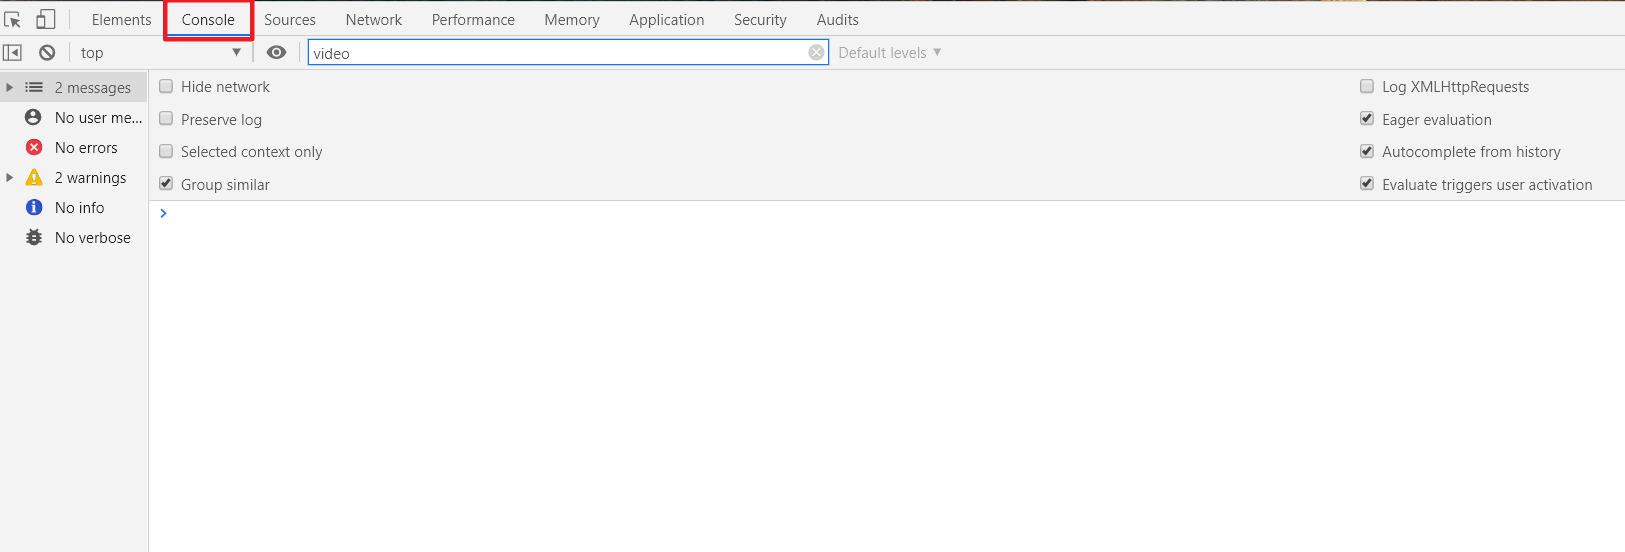 Elements Console Sources Network Performance Memory Application Security Audits
top video Default levels
2 messages
No user me...
No errors
2 warnings
No info
No verbose
Hide network
Preserve log
Selected context only
Group similar
Log XMLHttpRequests
Eager evaluation
Autocomplete from history
Evaluate triggers user activation